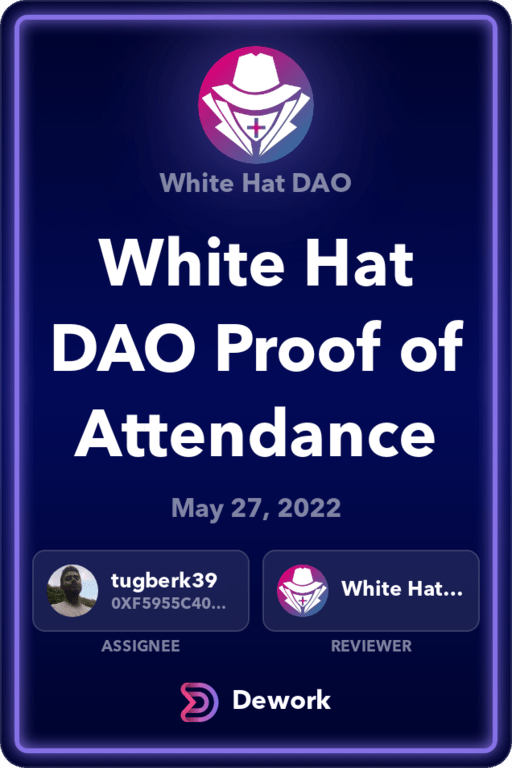 White Hat DAO
White Hat
DAO Proof of
Attendance
May 27, 2022
tugberk39
0XF5955C40...
ASSIGNEE
White Hat...
REVIEWER
Dework